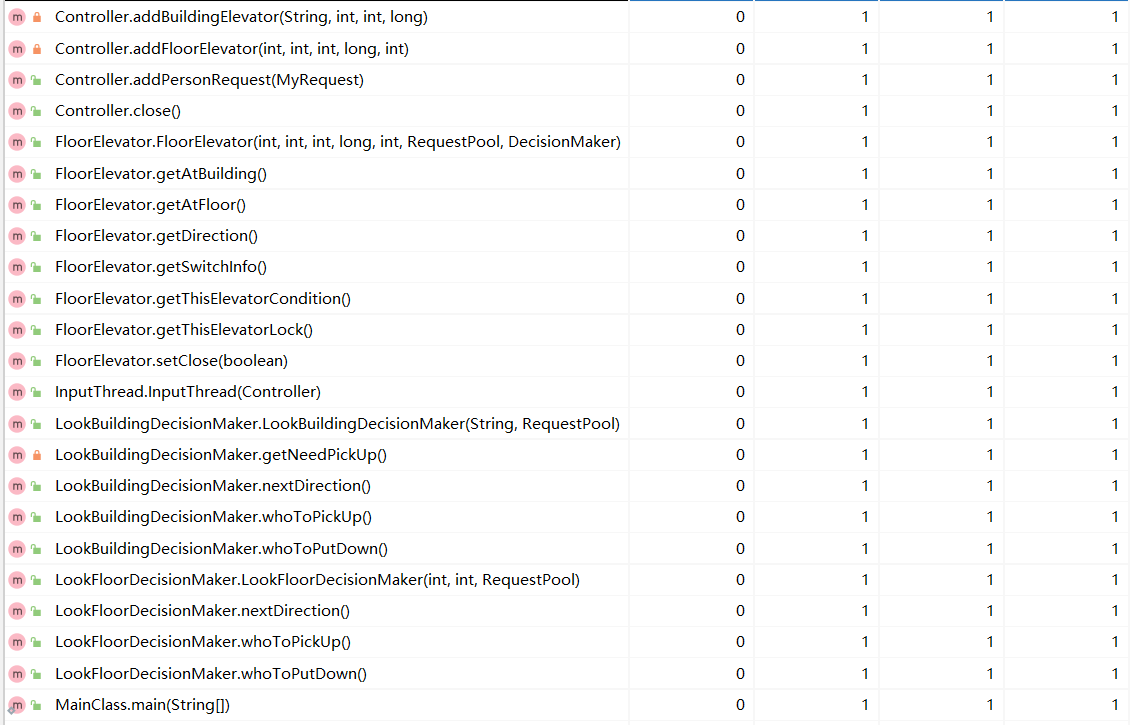 m Controller.addBuildingElevator(String, int, int, long) 0 1 1 1
m Controller.addFloorElevator(int, int, int, long, int) 0 1 1 1
m Controller.addPersonRequest(MyRequest) 0 1 1 1
m Controller.close() 0 1 1 1
m FloorElevator.FloorElevator(int, int, int, long, int, RequestPool, DecisionMaker) 0 1 1 1
m FloorElevator.getAtBuilding() 0 1 1 1
m FloorElevator.getAtFloor() 0 1 1 1
m FloorElevator.getDirection() 0 1 1 1
m FloorElevator.getSwitchInfo() 0 1 1 1
m FloorElevator.getThisElevatorCondition() 0 1 1 1
m FloorElevator.getThisElevatorLock() 0 1 1 1
m FloorElevator.setClose(boolean) 0 1 1 1
m InputThread.InputThread(Controller) 0 1 1 1
m LookBuildingDecisionMaker.LookBuildingDecisionMaker(String, RequestPool) 0 1 1 1
m LookBuildingDecisionMaker.getNeedPickUp() 0 1 1 1
m LookBuildingDecisionMaker.nextDirection() 0 1 1 1
m LookBuildingDecisionMaker.whoToPickUp() 0 1 1 1
m LookBuildingDecisionMaker.whoToPutDown() 0 1 1 1
m LookFloorDecisionMaker.LookFloorDecisionMaker(int, int, RequestPool) 0 1 1 1
m LookFloorDecisionMaker.nextDirection() 0 1 1 1
m LookFloorDecisionMaker.whoToPickUp() 0 1 1 1
m LookFloorDecisionMaker.whoToPutDown() 0 1 1 1
m MainClass.main(String[]) 0 1 1 1